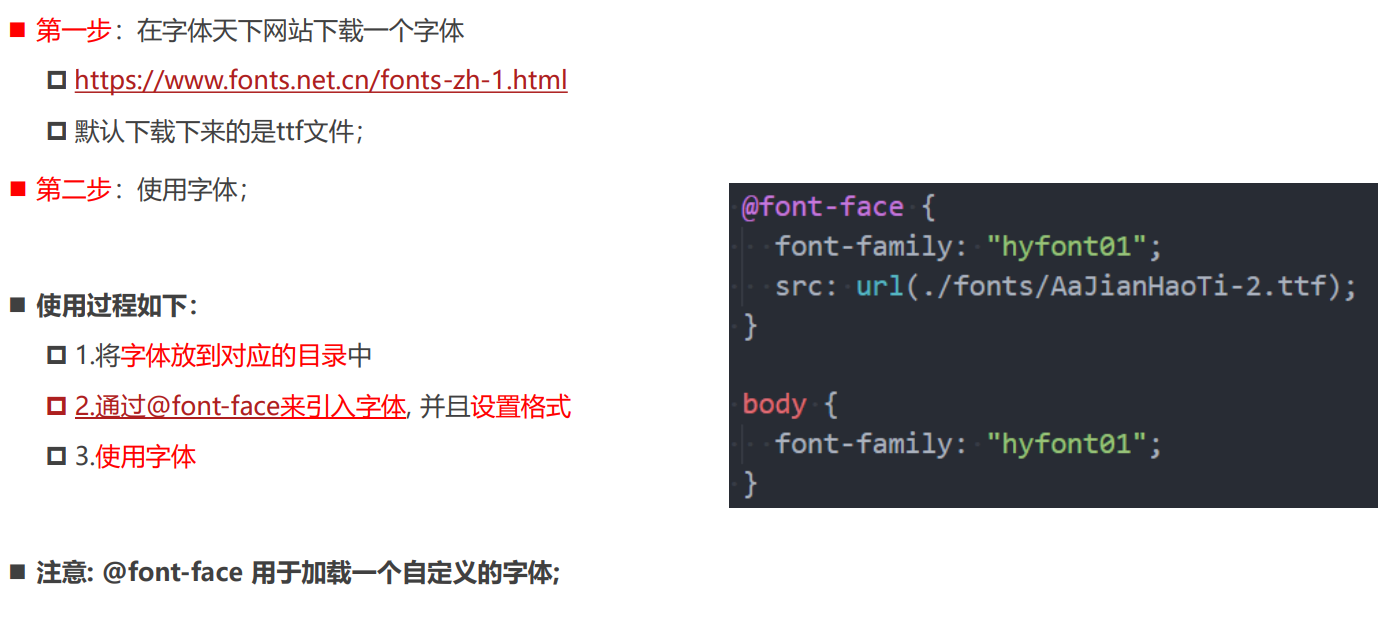 第一步：在字体天下网站下载一个字体
https://www.fonts.net.cn/fonts-zh-1.html
默认下载下来的是ttf文件；
第二步：使用字体；
使用过程如下：
1.将字体放到对应的目录中
2.通过@font-face来引入字体, 并且设置格式
3.使用字体
注意: @font-face 用于加载一个自定义的字体;
@font-face {
font-family: "hyfont01";
src: url(./fonts/AaJianHaoTi-2.ttf);
}
body {
font-family: "hyfont01";
}